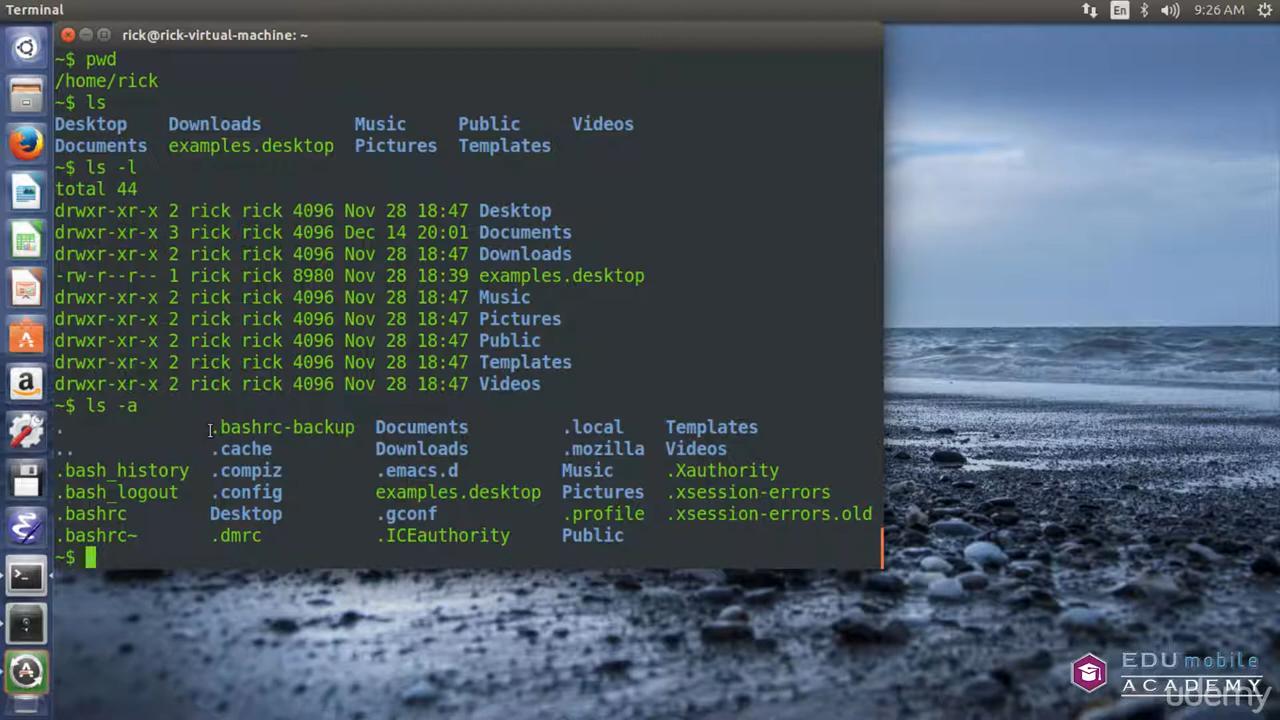 Terminal
En
9:26 AM
rick@rick-virtual-machine: ~
~$ pwd
/home/rick
~$ ls
Desktop Downloads Music Public Videos
Documents examples.desktop Pictures Templates
~$ ls -l
total 44
drwxr-xr-x 2 rick rick 4096 Nov 28 18:47 Desktop
drwxr-xr-x 3 rick rick 4096 Dec 14 20:01 Documents
drwxr-xr-x 2 rick rick 4096 Nov 28 18:47 Downloads
-rw-r--r-- 1 rick rick 8980 Nov 28 18:39 examples.desktop
drwxr-xr-x 2 rick rick 4096 Nov 28 18:47 Music
drwxr-xr-x 2 rick rick 4096 Nov 28 18:47 Pictures
drwxr-xr-x 2 rick rick 4096 Nov 28 18:47 Public
drwxr-xr-x 2 rick rick 4096 Nov 28 18:47 Templates
drwxr-xr-x 2 rick rick 4096 Nov 28 18:47 Videos
~$ ls -a
. .bashrc-backup Documents .local Templates
.. .cache Downloads .mozilla Videos
.bash_history .compiz .emacs.d Music .Xauthority
.bash_logout .config examples.desktop Pictures .xsession-errors
.bashrc Desktop .gconf .profile .xsession-errors.old
.bashrc~ .dmrc .ICEauthority Public
~$
EDU mobile
ACADEMY
udemy